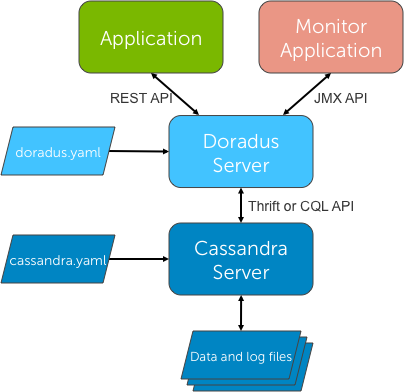 Application
Monitor
Application
REST API
JMX API
doradus.yaml
Doradus
Server
Thrift or CQL API
cassandra.yaml
Cassandra
Server
Data and log files